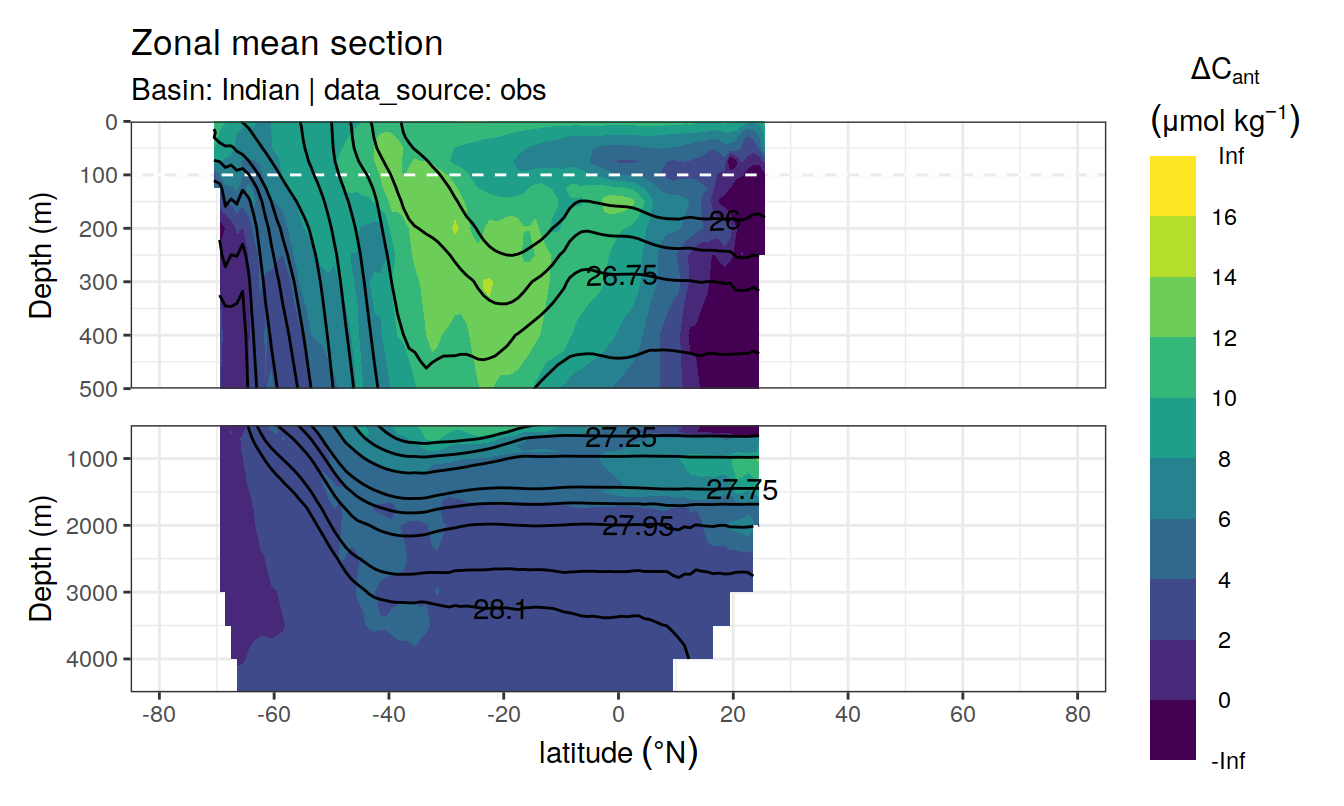 Zonal mean section
Basin: Indian | data_source: obs
ΔCant
(μmol kg⁻¹)
Inf
16
14
12
10
8
6
4
2
0
-Inf
Depth (m)
0
100
200
300
400
500
26
26.75
Depth (m)
1000
2000
3000
4000
27.25
27.75
27.95
28.1
-80 -60 -40 -20 0 20 40 60 80
latitude (°N)